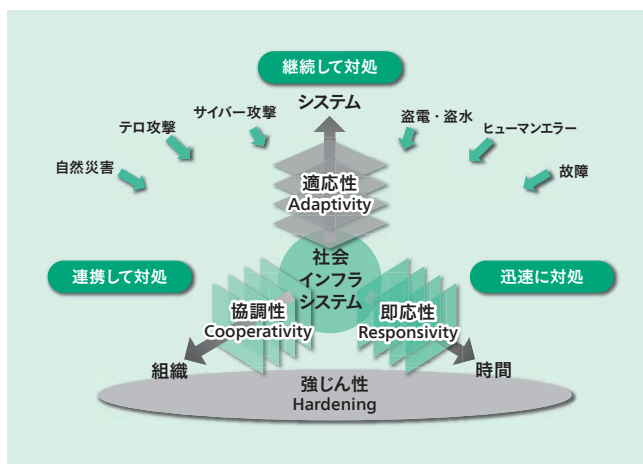 継続して対処
システム
サイバー攻撃
盗電・盗水
テロ攻撃
ヒューマンエラー
自然災害
故障
適応性
Adaptivity
社会
インフラ
システム
連携して対処
迅速に対処
協調性
Cooperativity
即応性
Responsivity
組織
時間
強じん性
Hardening